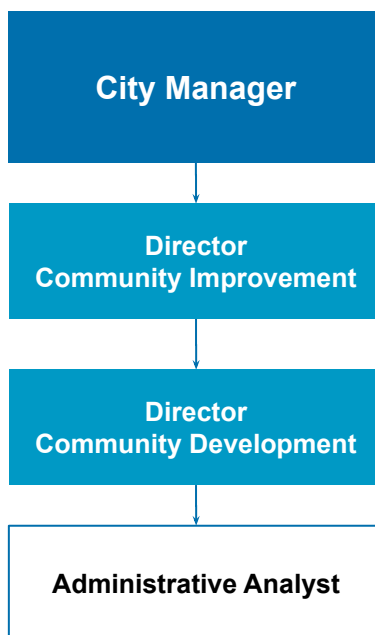 City Manager
Director
Community Improvement
Director
Community Development
Administrative Analyst